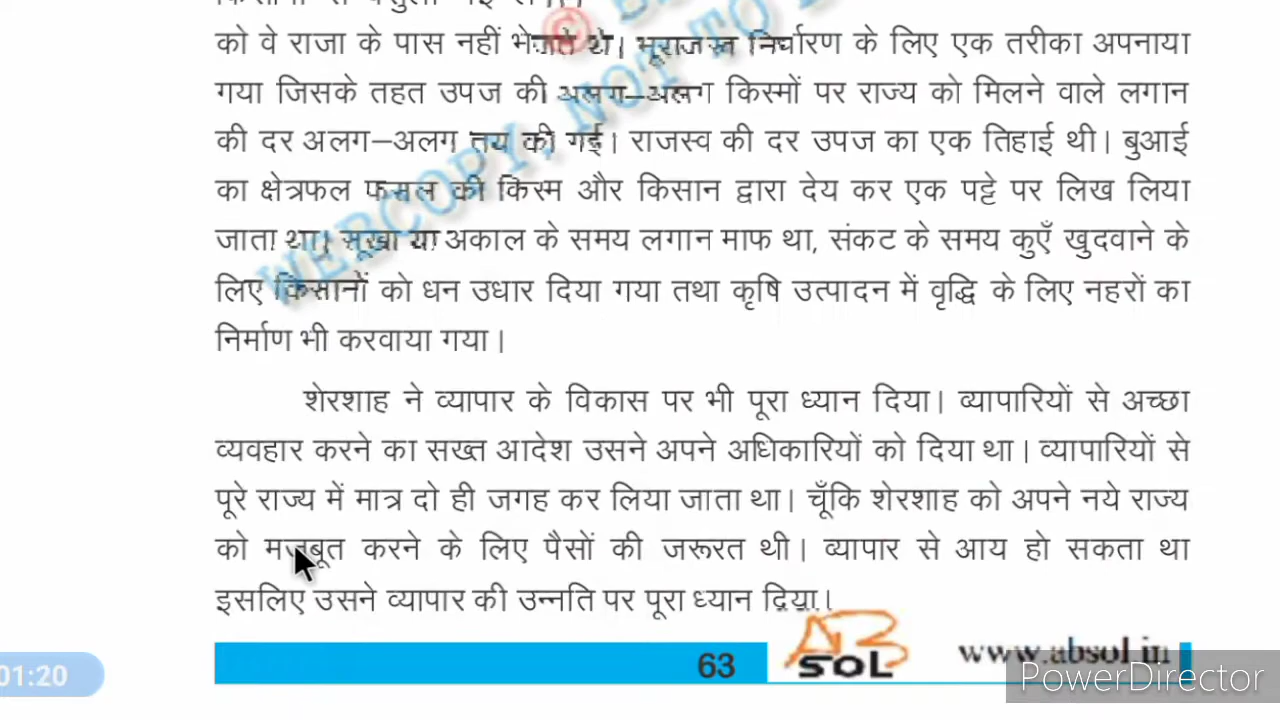 को वे राजा के पास नहीं भेजते थे। भूराजस्व निर्धारण के लिए एक तरीका अपनाया
गया जिसके तहत उपज की अलग–अलग किस्मों पर राज्य को मिलने वाले लगान
की दर अलग–अलग तय की गई। राजस्व की दर उपज का एक तिहाई थी। बुआई
का क्षेत्रफल फसल की किस्म और किसान द्वारा देय कर एक पट्टे पर लिख लिया
जाता था। सूखा या अकाल के समय लगान माफ था, संकट के समय कुएँ खुदवाने के
लिए किसानों को धन उधार दिया गया तथा कृषि उत्पादन में वृद्धि के लिए नहरों का
निर्माण भी करवाया गया।
शेरशाह ने व्यापार के विकास पर भी पूरा ध्यान दिया। व्यापारियों से अच्छा
व्यवहार करने का सख्त आदेश उसने अपने अधिकारियों को दिया था। व्यापारियों से
पूरे राज्य में मात्र दो ही जगह कर लिया जाता था। चूँकि शेरशाह को अपने नये राज्य
को मजबूत करने के लिए पैसों की जरूरत थी। व्यापार से आय हो सकता था
इसलिए उसने व्यापार की उन्नति पर पूरा ध्यान दिया।
WEBCOPY, NOT TO
63
AB SOL
www.absol.in
01:20
PowerDirector